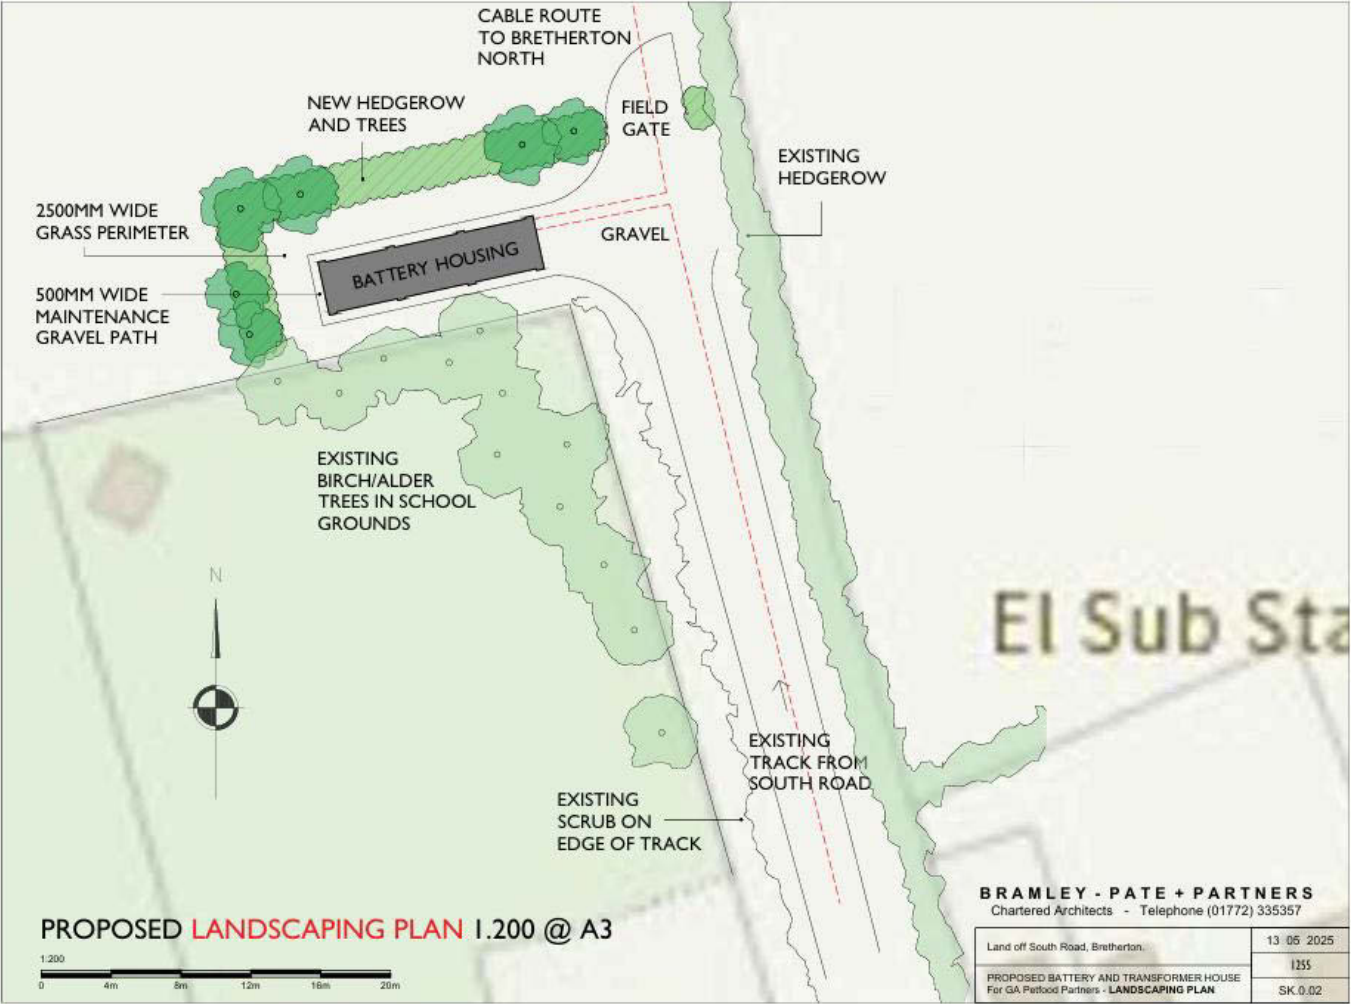 CABLE ROUTE
TO BRETHERTON
NORTH
NEW HEDGEROW
AND TREES
FIELD
GATE
EXISTING
HEDGEROW
2500MM WIDE
GRASS PERIMETER
GRAVEL
BATTERY HOUSING
500MM WIDE
MAINTENANCE
GRAVEL PATH
EXISTING
BIRCH/ALDER
TREES IN SCHOOL
GROUNDS
N
El Sub Sta
EXISTING
TRACK FROM
SOUTH ROAD
EXISTING
SCRUB ON
EDGE OF TRACK
PROPOSED LANDSCAPING PLAN 1.200 @ A3
1:200
0 4m 8m 12m 16m 20m
BRAMLEY - PATE + PARTNERS
Chartered Architects - Telephone (01772) 335357
Land off South Road, Bretherton.
13 05 2025
1255
PROPOSED BATTERY AND TRANSFORMER HOUSE
For GA Petfood Partners - LANDSCAPING PLAN
SK.0.02